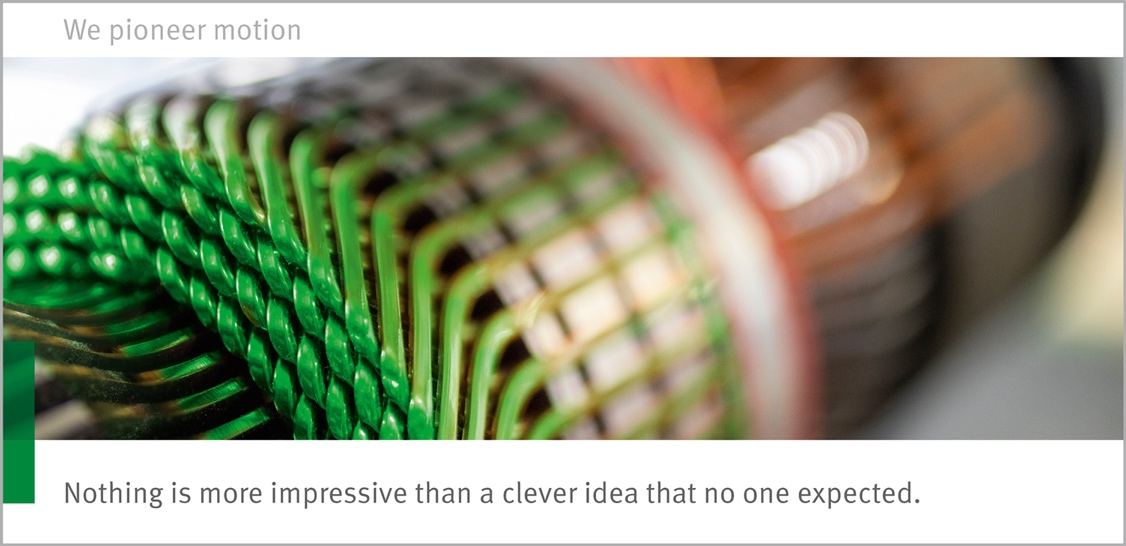 We pioneer motion
Nothing is more impressive than a clever idea that no one expected.